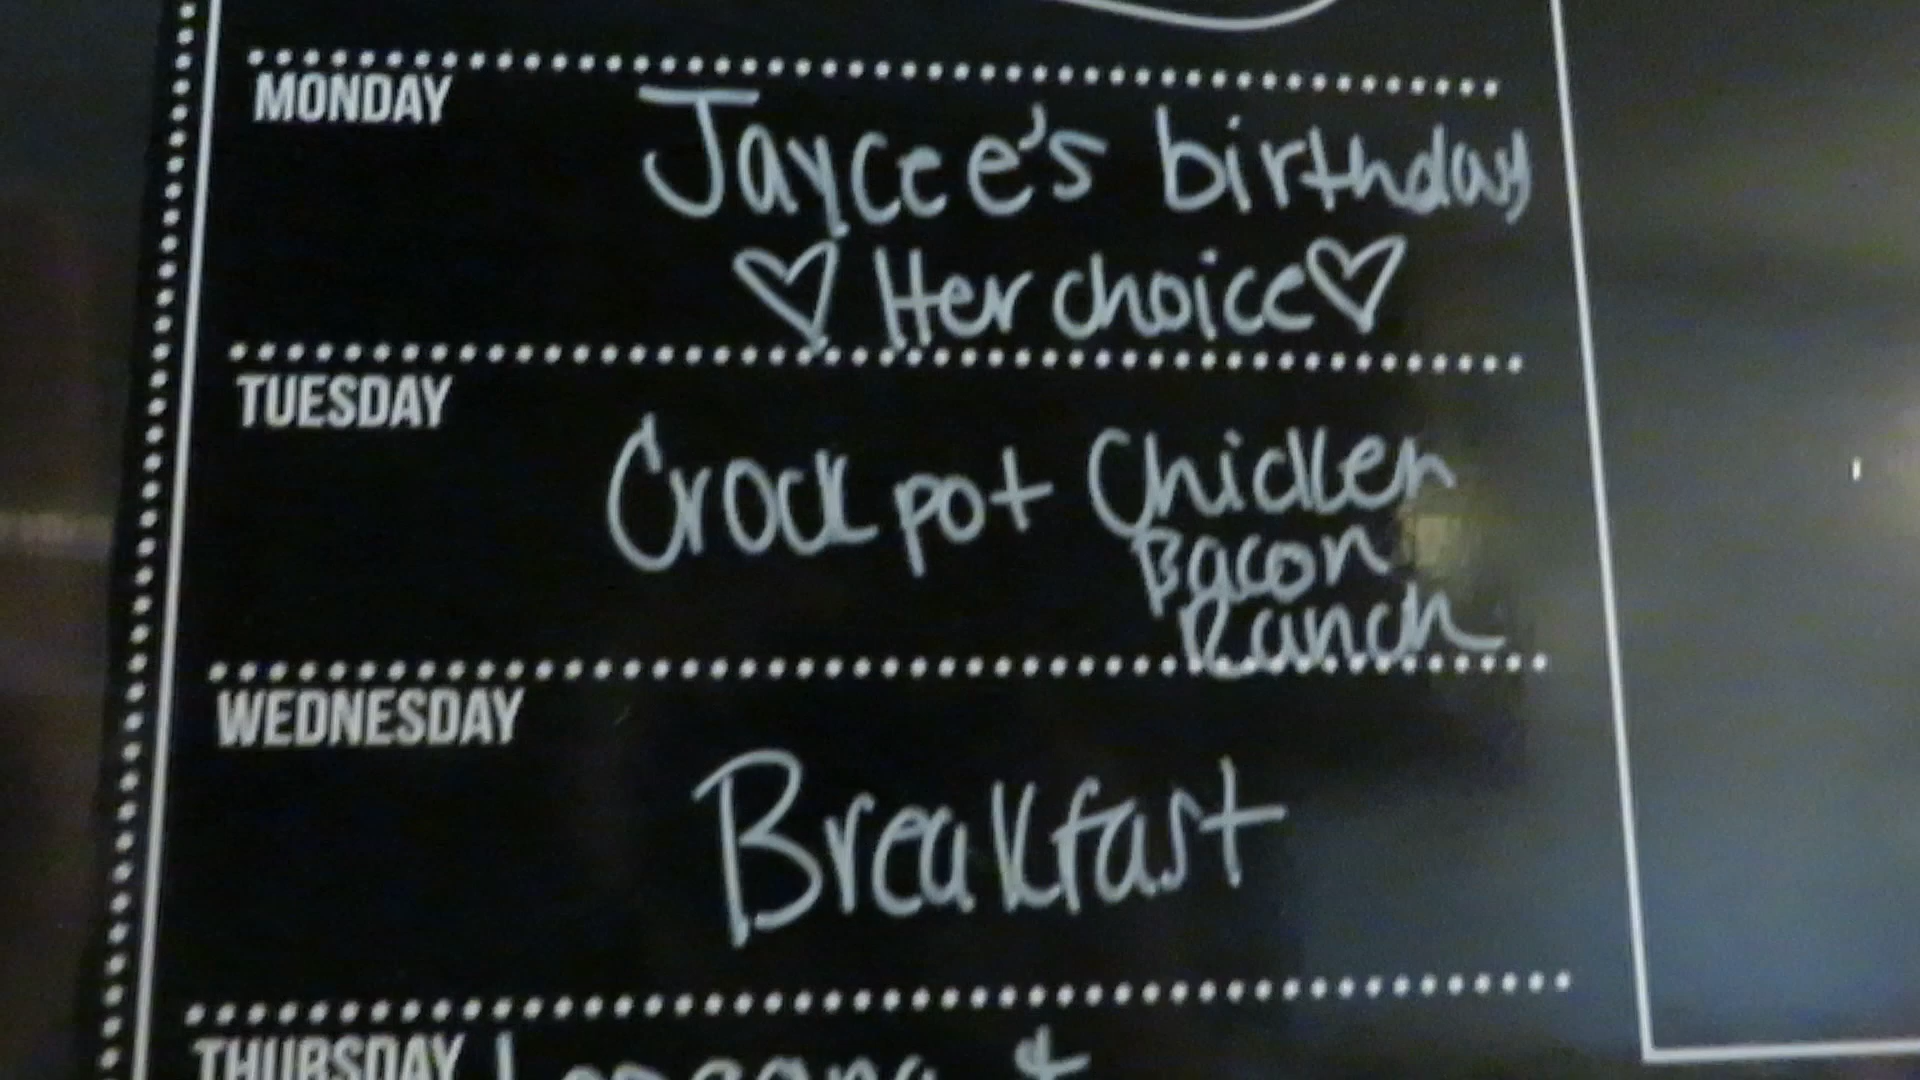 MONDAY
Jaycee's birthday
♡ Her choice ♡
TUESDAY
Crockpot Chicken
Bacon
Ranch
WEDNESDAY
Breakfast
THURSDAY